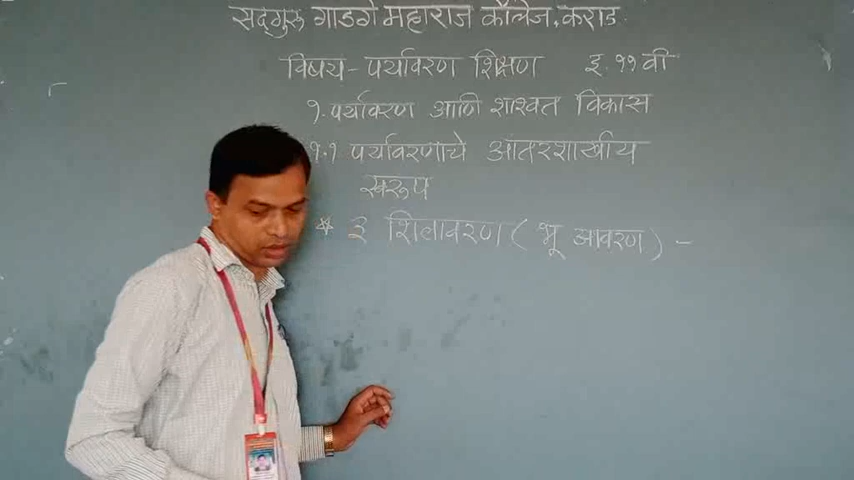 सद्गुरु गाडगे महाराज कॉलेज, कराड
विषय - पर्यावरण शिक्षण इ. ११ वी
१. पर्यावरण आणि शाश्वत विकास
१.१ पर्यावरणाचे आंतरशाखीय
स्वरूप
* ३ शिलावरण ( भू आवरण ) -